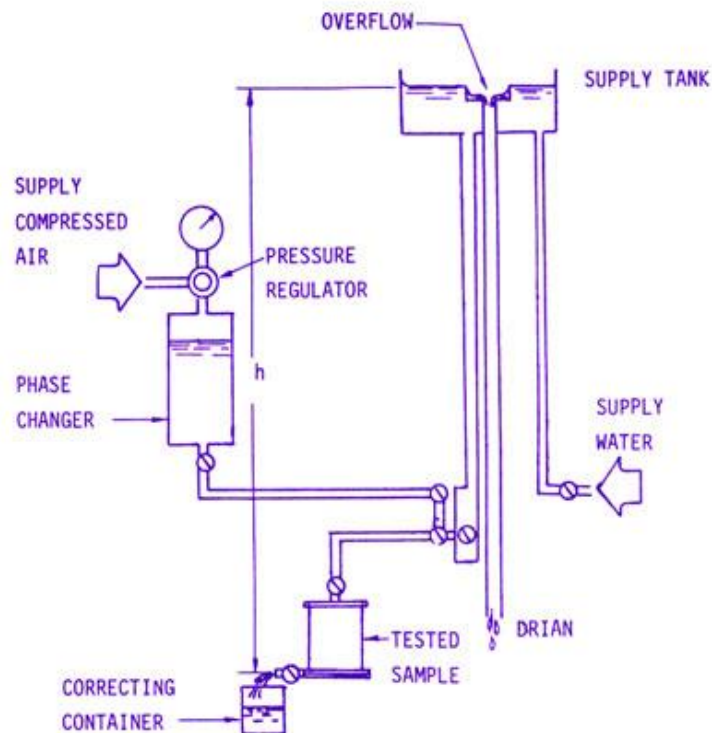 OVERFLOW
SUPPLY TANK
SUPPLY
COMPRESSED
AIR
PRESSURE
REGULATOR
h
PHASE
CHANGER
SUPPLY
WATER
TESTED
SAMPLE
DRIAN
CORRECTING
CONTAINER